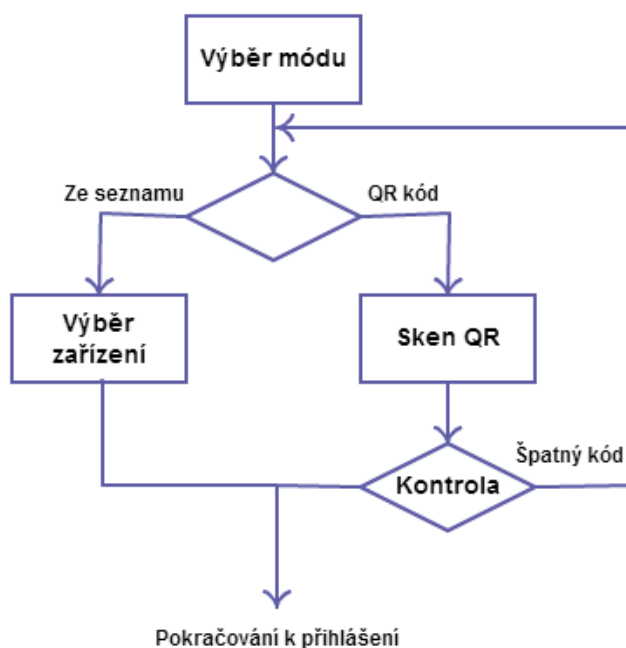 Výběr módu
Ze seznamu
QR kód
Výběr
zařízení
Sken QR
Kontrola
Špatný kód
Pokračování k přihlášení